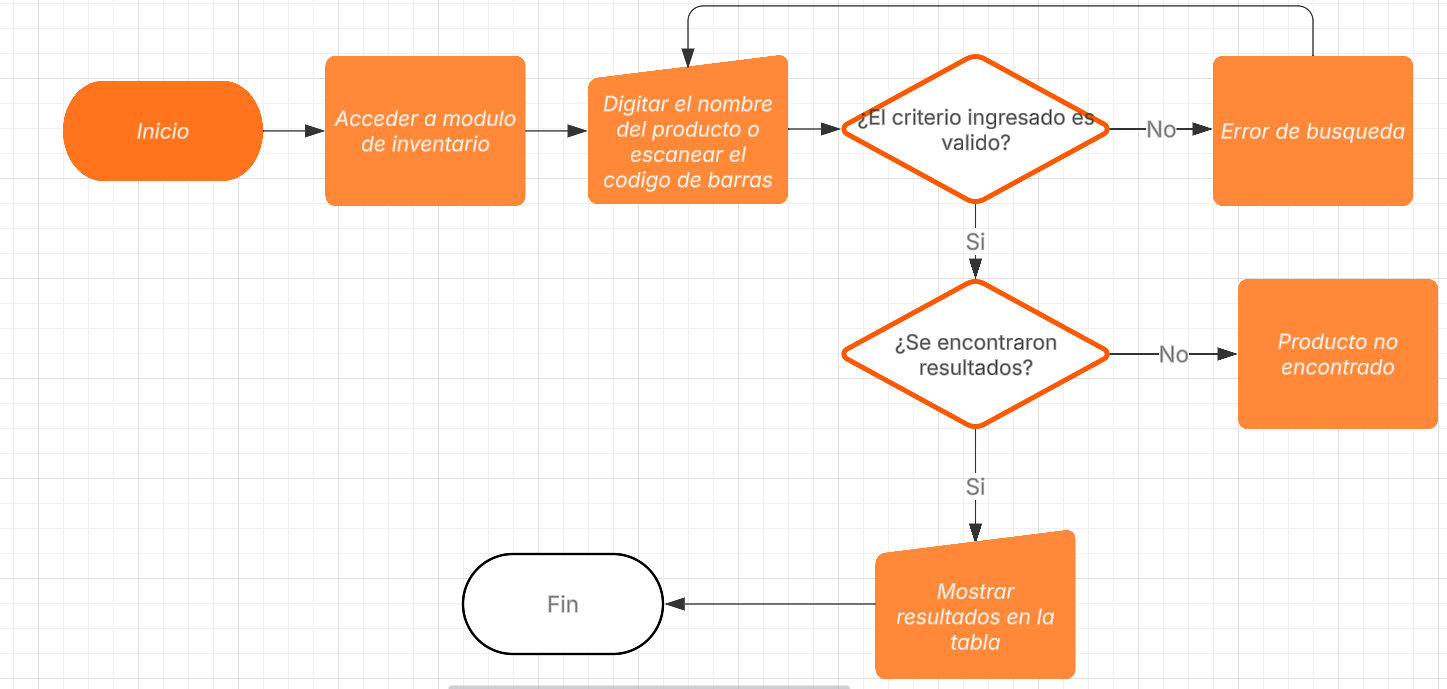 Inicio
Acceder a modulo
de inventario
Digitar el nombre
del producto o
escanear el
codigo de barras
¿El criterio ingresado es
valido?
No
Error de busqueda
Si
¿Se encontraron
resultados?
No
Producto no
encontrado
Si
Mostrar
resultados en la
tabla
Fin